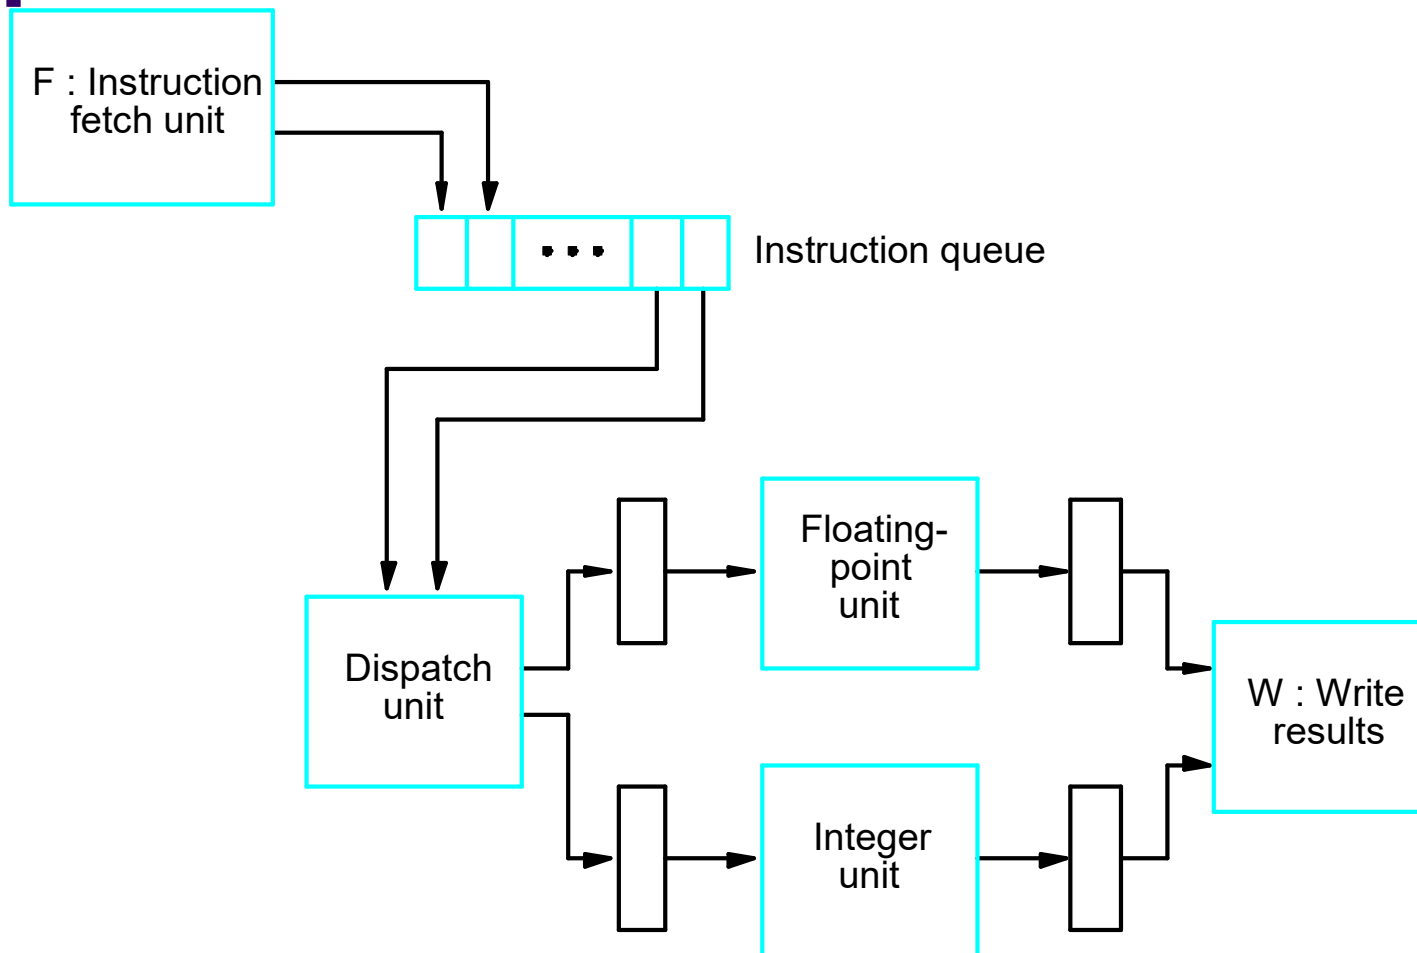 F : Instruction
fetch unit
Instruction queue
Floating-
point
unit
Dispatch
unit
W : Write
results
Integer
unit